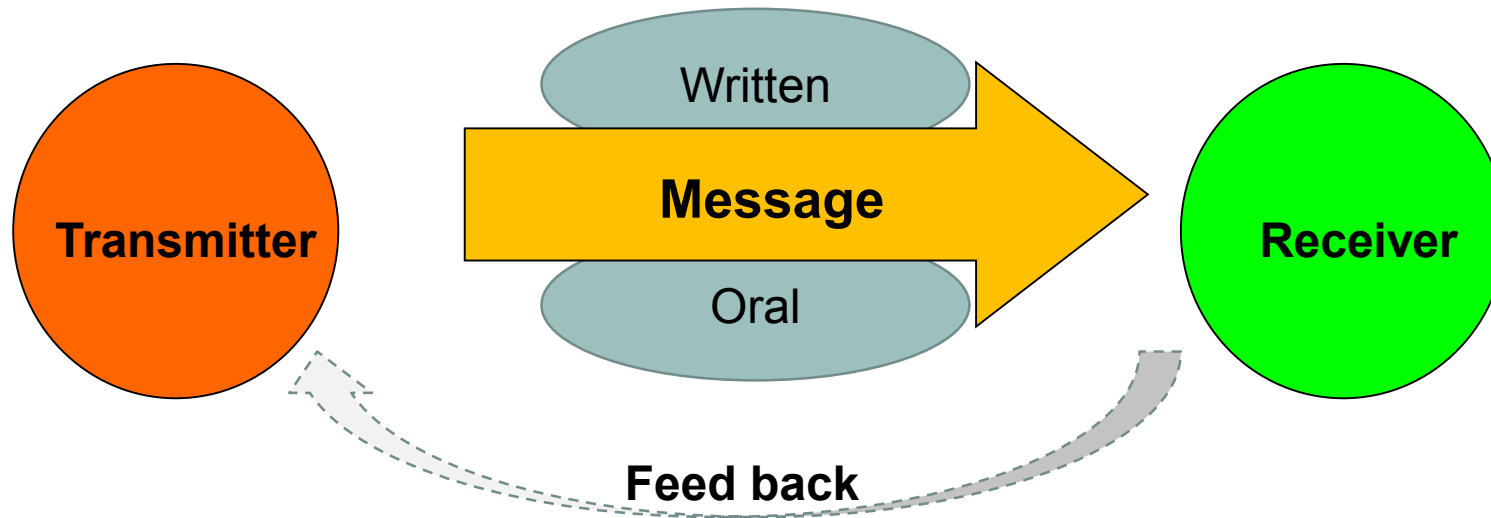 Written
Message
Transmitter
Receiver
Oral
Feed back